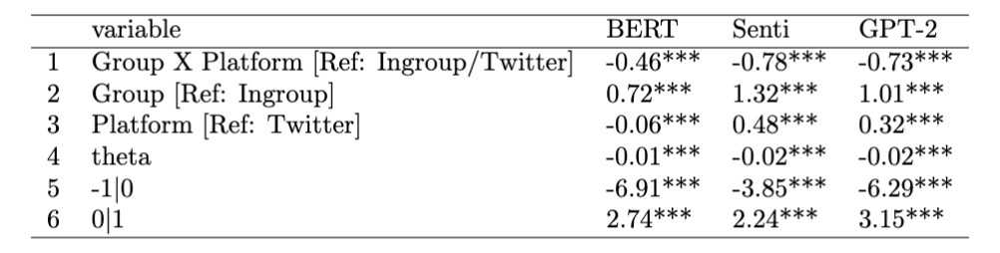 variable BERT Senti GPT-2
1 Group X Platform [Ref: Ingroup/Twitter] -0.46*** -0.78*** -0.73***
2 Group [Ref: Ingroup] 0.72*** 1.32*** 1.01***
3 Platform [Ref: Twitter] -0.06*** 0.48*** 0.32***
4 theta -0.01*** -0.02*** -0.02***
5 -1|0 -6.91*** -3.85*** -6.29***
6 0|1 2.74*** 2.24*** 3.15***